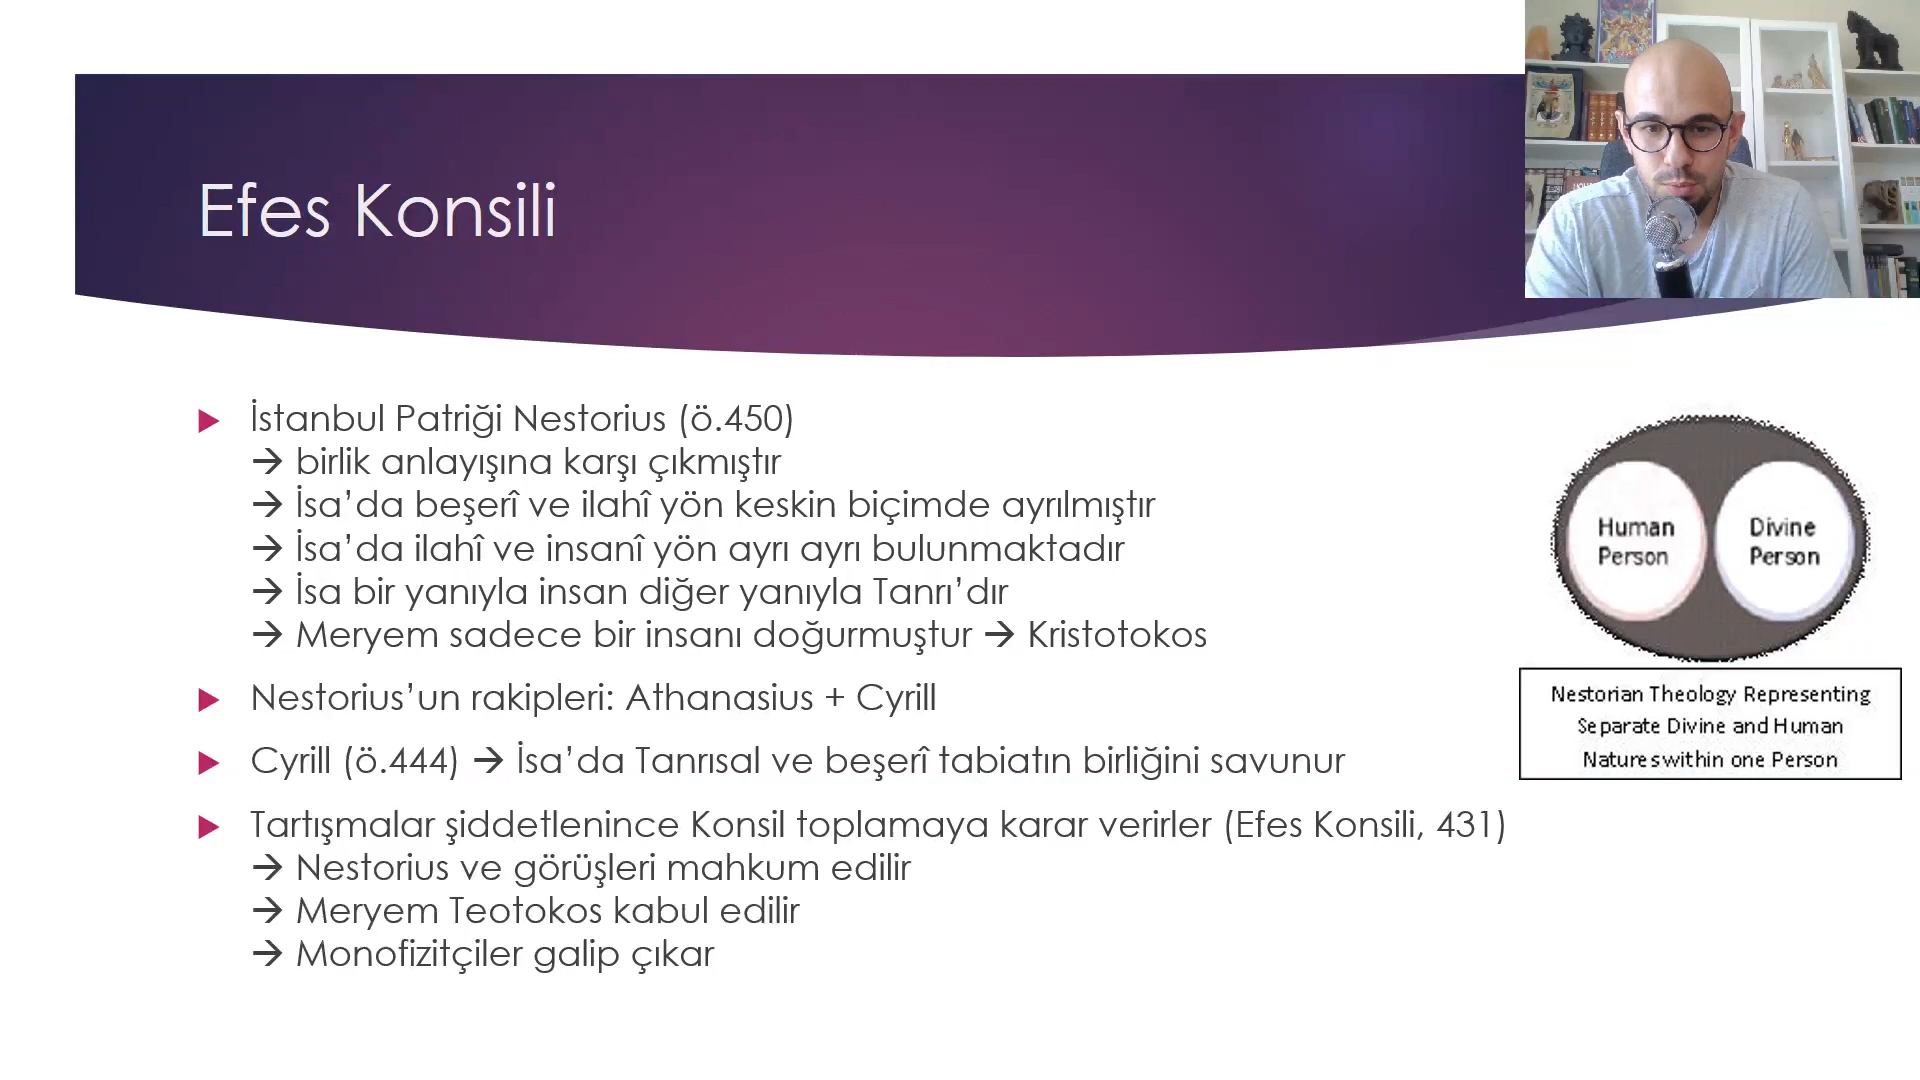 Efes Konsili
İstanbul Patriği Nestorius (ö.450)
→ birlik anlayışına karşı çıkmıştır
→ İsa’da beşerî ve ilahî yön keskin biçimde ayrılmıştır
→ İsa’da ilahî ve insanî yön ayrı ayrı bulunmaktadır
→ İsa bir yanıyla insan diğer yanıyla Tanrı’dır
→ Meryem sadece bir insanı doğurmuştur → Kristotokos
Nestorius’un rakipleri: Athanasius + Cyrill
Cyrill (ö.444) → İsa’da Tanrısal ve beşerî tabiatın birliğini savunur
Tartışmalar şiddetlenince Konsil toplamaya karar verirler (Efes Konsili, 431)
→ Nestorius ve görüşleri mahkum edilir
→ Meryem Teotokos kabul edilir
→ Monofizitçiler galip çıkar
Human
Person
Divine
Person
Nestorian Theology Representing
Separate Divine and Human
Natures within one Person